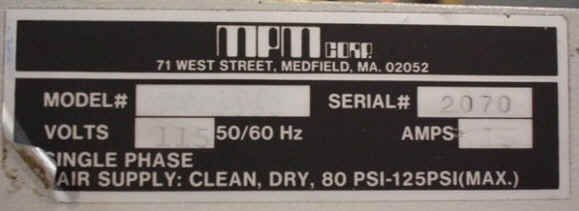 MPM CORP.
71 WEST STREET, MEDFIELD, MA. 02052
MODEL# SERIAL# 2070
VOLTS 115 50/60 Hz AMPS
SINGLE PHASE
AIR SUPPLY: CLEAN, DRY, 80 PSI-125PSI(MAX.)